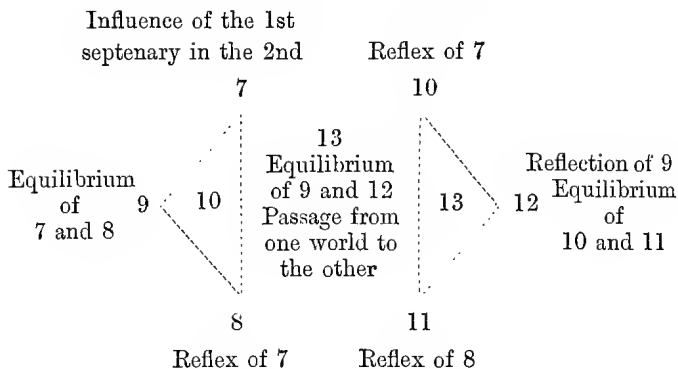 Influence of the 1st
septenary in the 2nd
Reflex of 7
7
10
13
Equilibrium
of 9 and 12
Passage from
one world to
the other
Equilibrium
of
7 and 8
9
10
13
12
Reflection of 9
Equilibrium
of
10 and 11
8
11
Reflex of 7
Reflex of 8